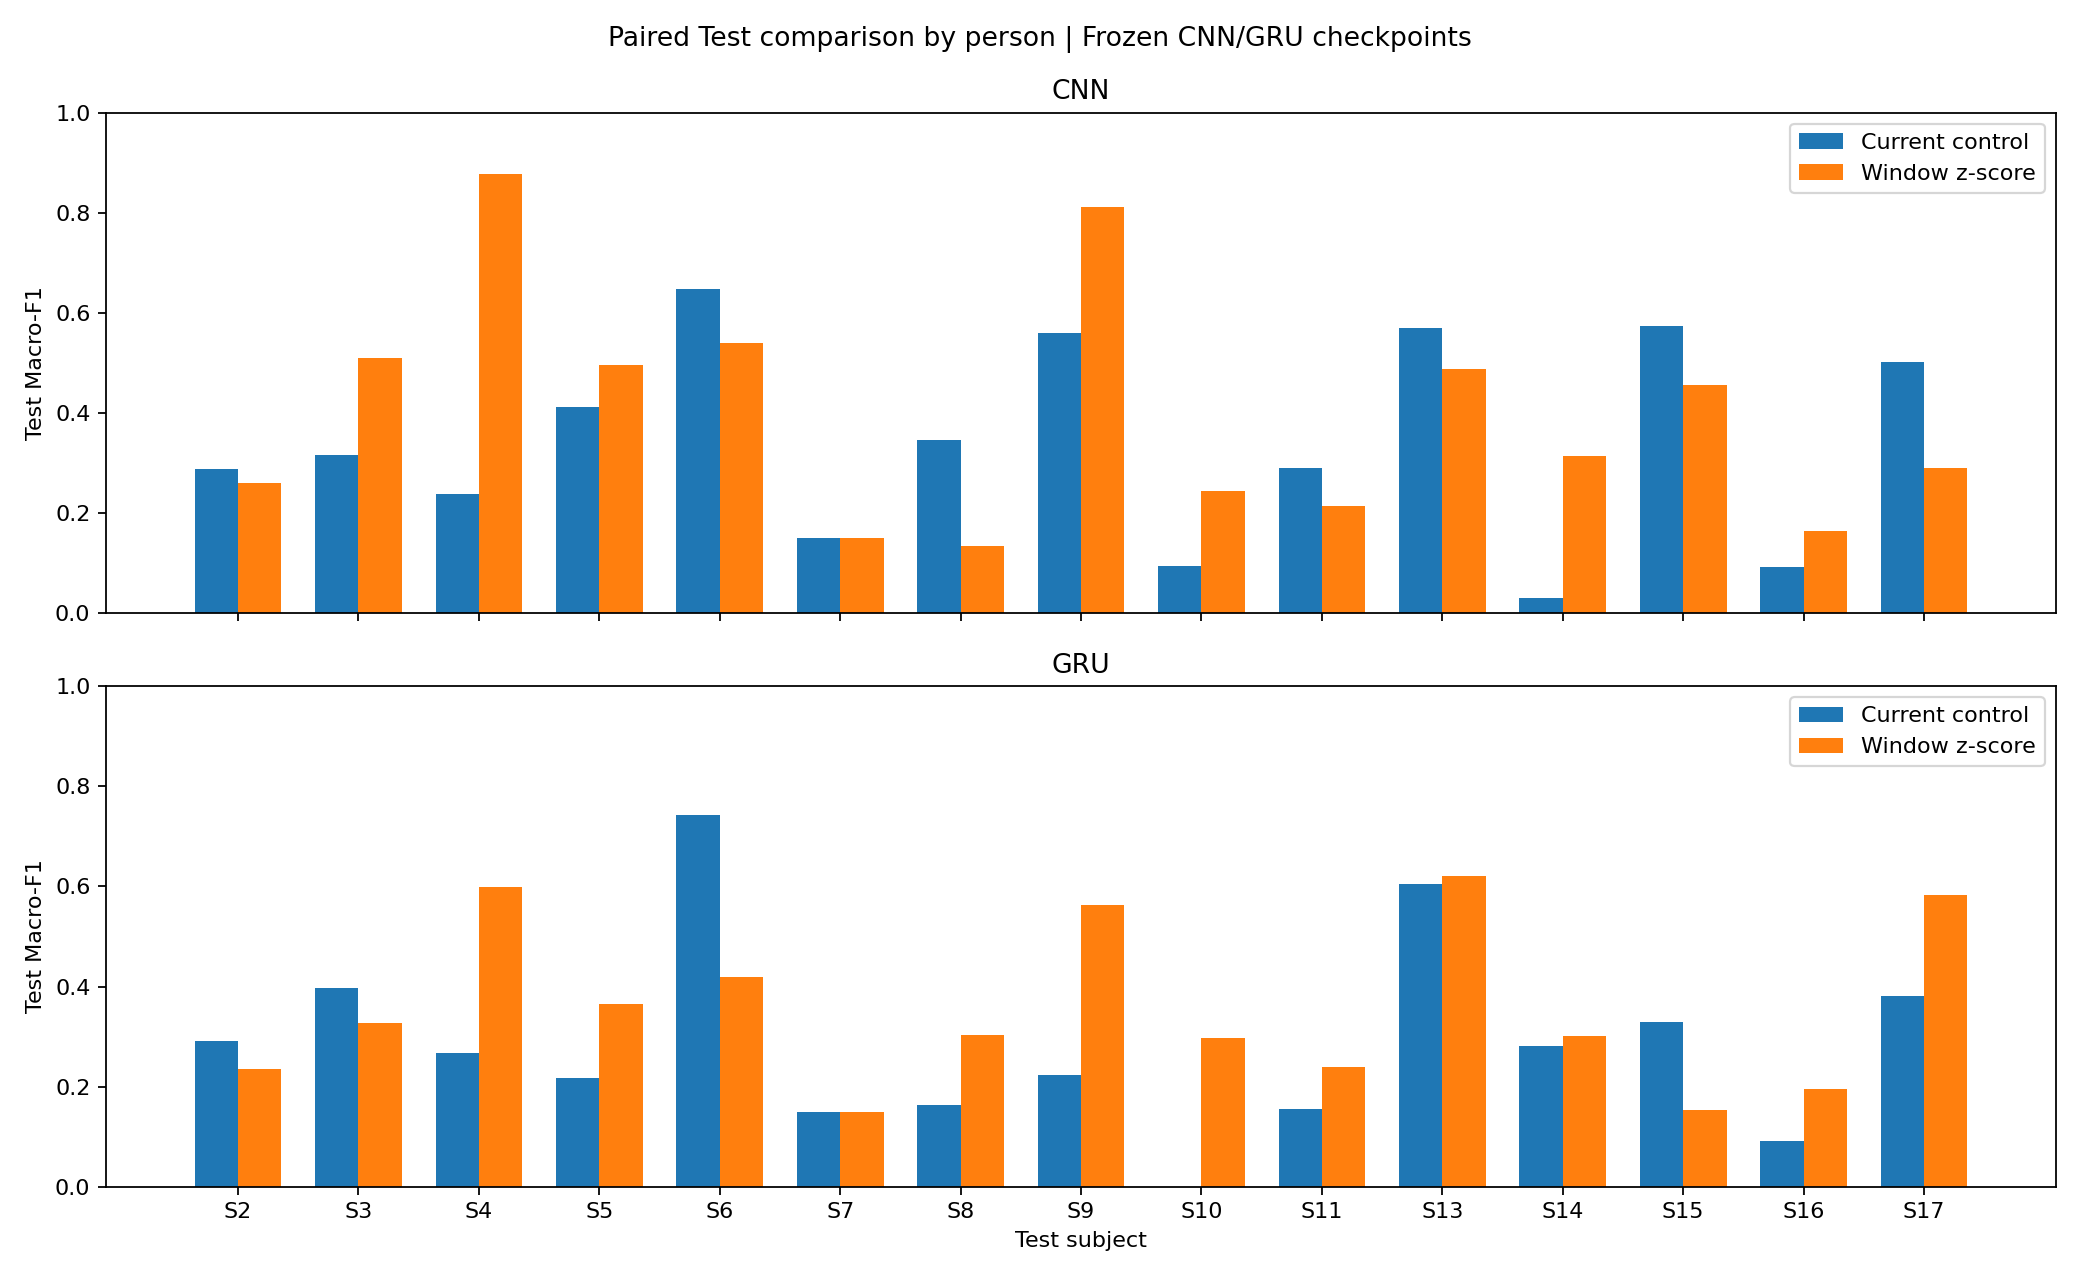 Paired Test comparison by person | Frozen CNN/GRU checkpoints
CNN
1.0
0.8
0.6
0.4
0.2
0.0
Test Macro-F1
Current control
Window z-score
GRU
1.0
0.8
0.6
0.4
0.2
0.0
Test Macro-F1
Current control
Window z-score
S2 S3 S4 S5 S6 S7 S8 S9 S10 S11 S13 S14 S15 S16 S17
Test subject